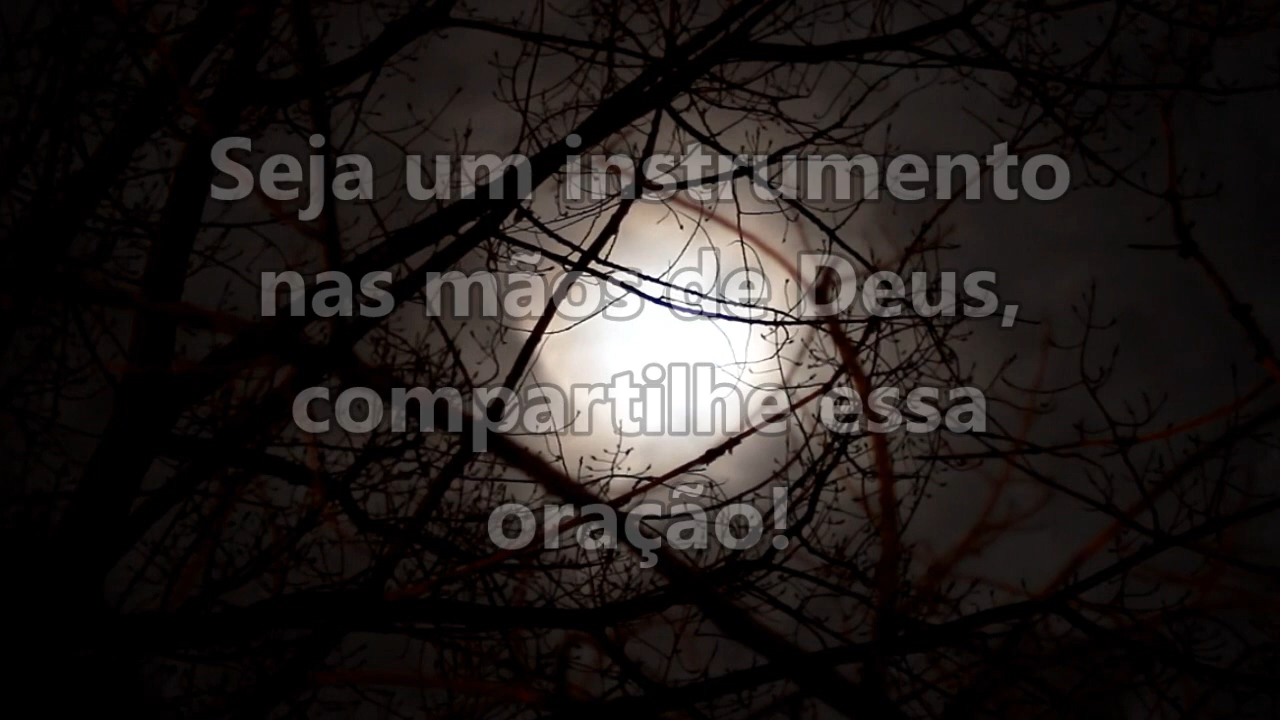 Seja um instrumento
nas mãos de Deus,
compartilhe essa
oração!